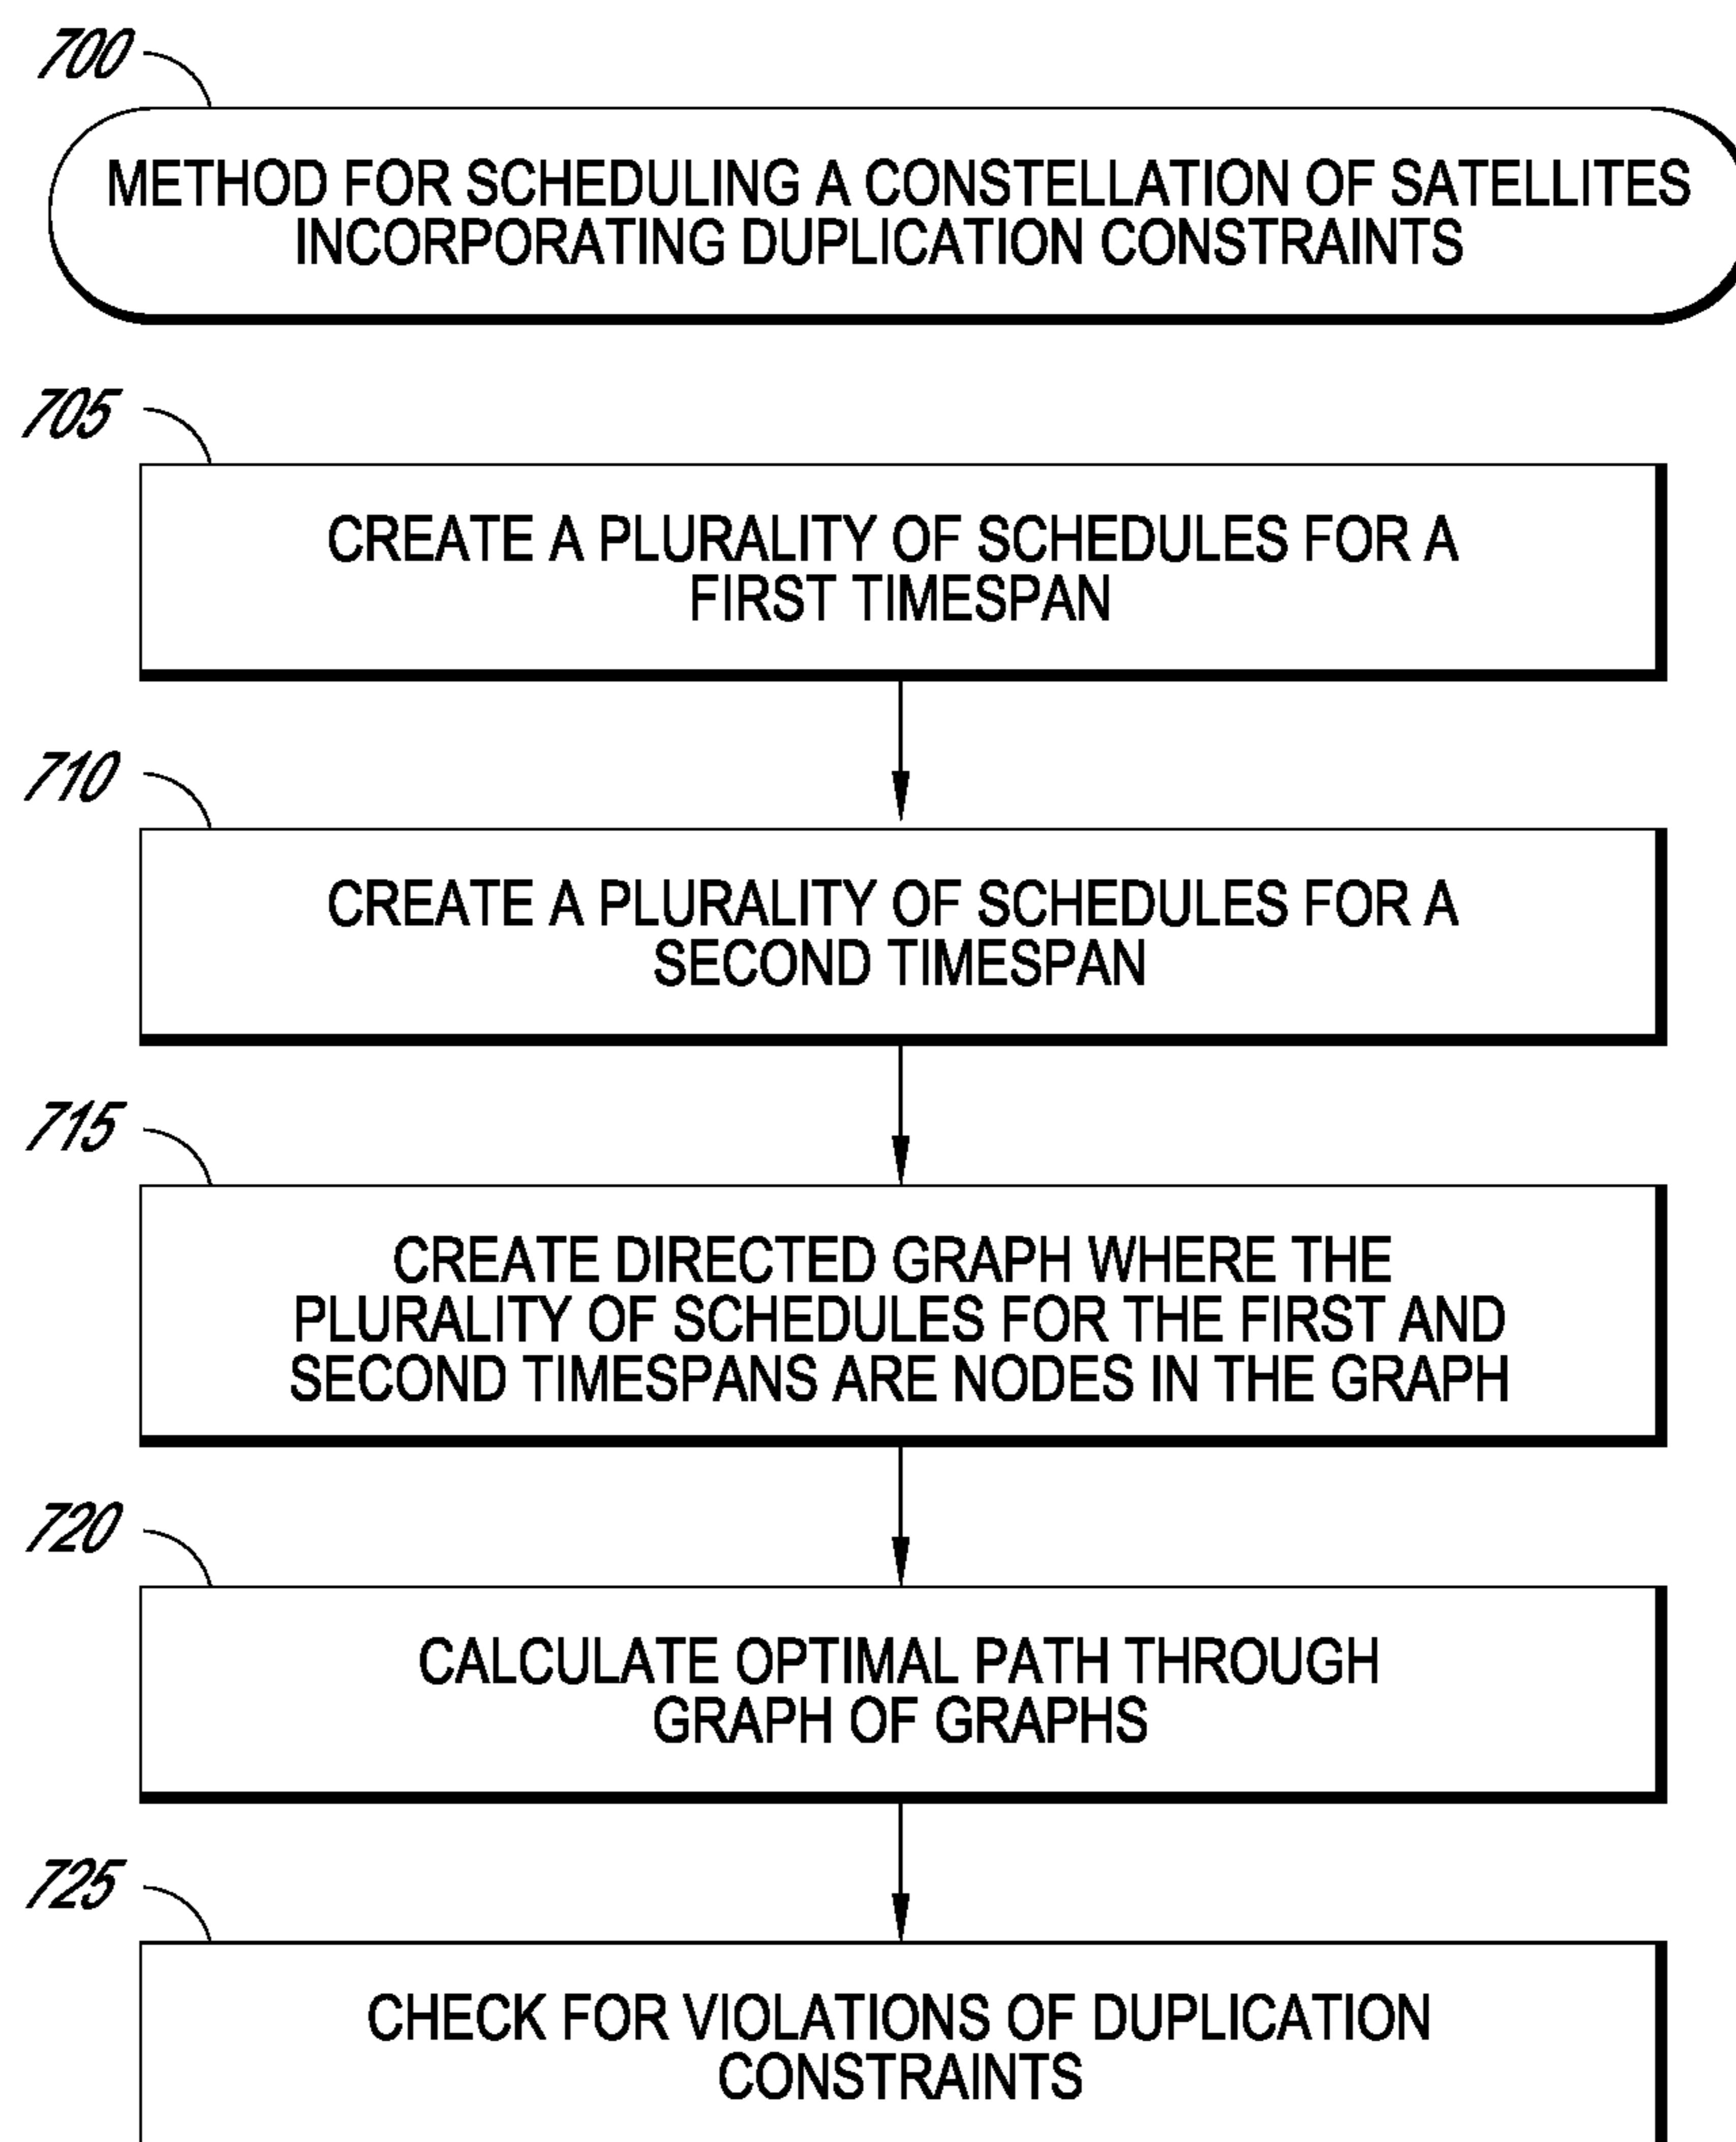 700
METHOD FOR SCHEDULING A CONSTELLATION OF SATELLITES
INCORPORATING DUPLICATION CONSTRAINTS
705
CREATE A PLURALITY OF SCHEDULES FOR A
FIRST TIMESPAN
710
CREATE A PLURALITY OF SCHEDULES FOR A
SECOND TIMESPAN
715
CREATE DIRECTED GRAPH WHERE THE
PLURALITY OF SCHEDULES FOR THE FIRST AND
SECOND TIMESPANS ARE NODES IN THE GRAPH
720
CALCULATE OPTIMAL PATH THROUGH
GRAPH OF GRAPHS
725
CHECK FOR VIOLATIONS OF DUPLICATION
CONSTRAINTS